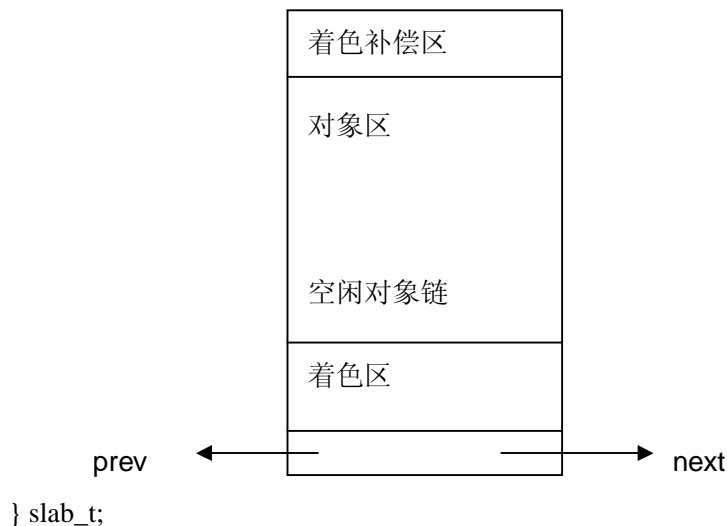 着色补偿区
对象区
空闲对象链
着色区
prev next
} slab_t;